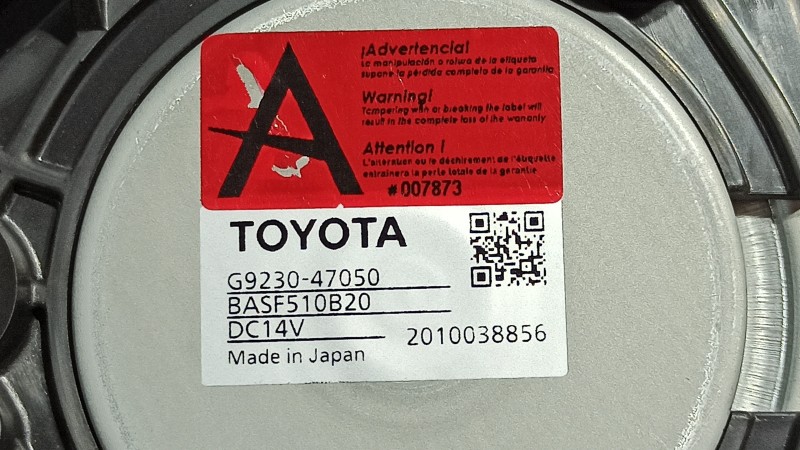 A
¡Advertencia!
La manipulación o rotura de la etiqueta
supone la pérdida completa de la garantía
Warning!
Tempering with or breaking the label will
result in the complete loss of the warranty
Attention !
L'alteration ou le déchirement de l'étiquette
entraînera la perte totale de la garantie
#007873
TOYOTA
G9230-47050
BASF510B20
DC14V
2010038856
Made in Japan